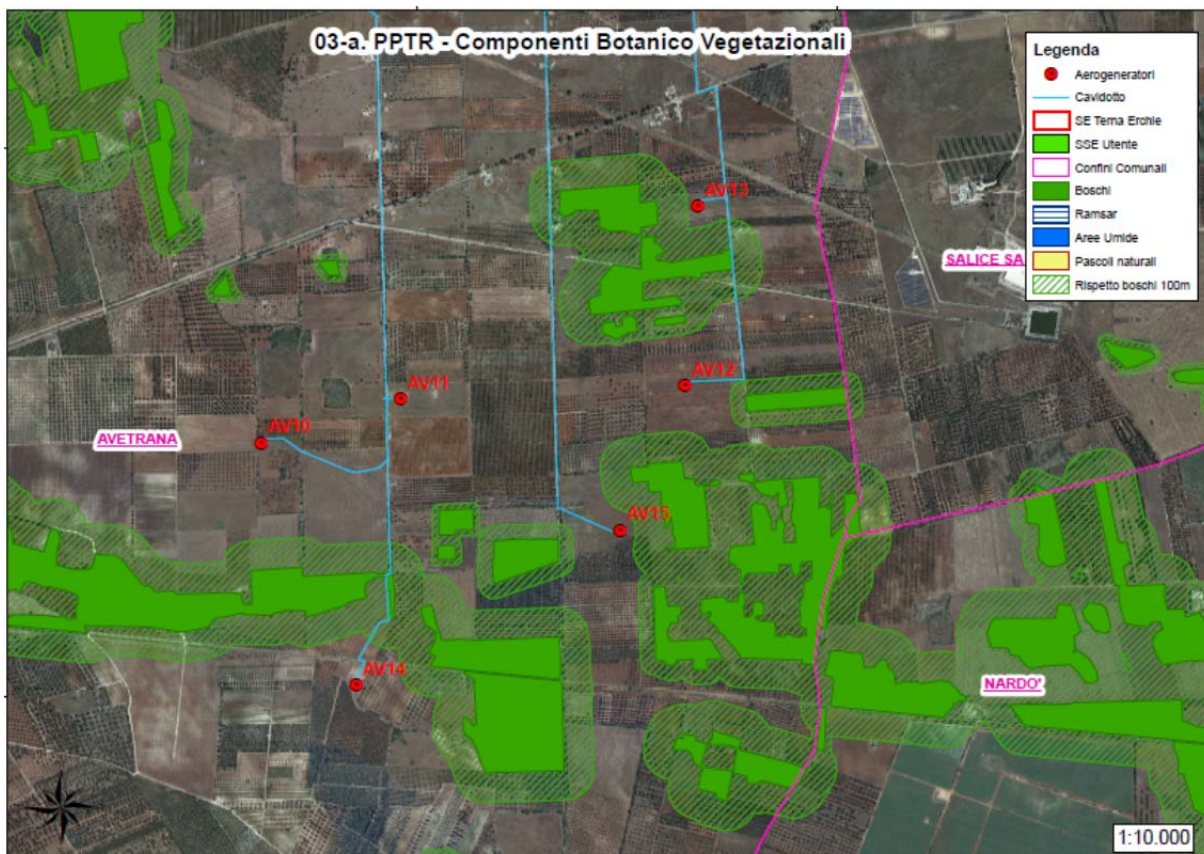 03-a. PPTR - Componenti Botanico Vegetazionali
Legenda
Aerogeneratori
Cavidotto
SE Terna Erchie
SSE Utente
Confini Comunali
Boschi
Ramsar
Aree Umide
Pascoli naturali
Rispetto boschi 100m
AV13
SALICE SA
AV12
AV11
AV10
AVETRANA
AV15
AV14
NARDO'
1:10.000